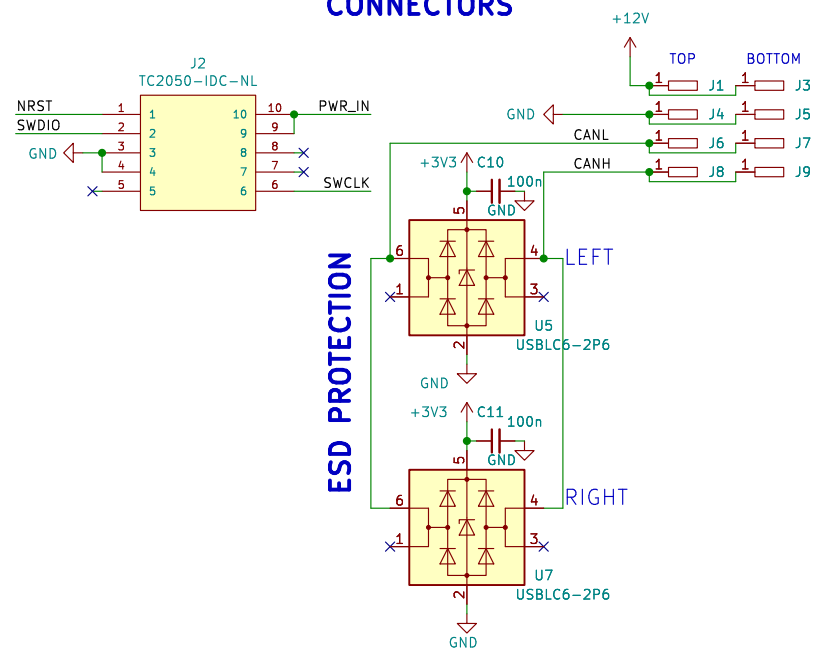 CONNECTORS
+12V
TOP
BOTTOM
1 J1 1 J3
GND 1 J4 1 J5
CANL 1 J6 1 J7
CANH 1 J8 1 J9
J2
TC2050-IDC-NL
NRST 1 1 10 10 PWR_IN
SWDIO 2 2 9 9
GND 3 3 8 8
4 4 7 7
5 5 6 6 SWCLK
ESD PROTECTION
+3V3 C10
100n
GND
5
6 4 LEFT
1 3
U5
USBLC6-2P6
2
GND
+3V3 C11
100n
GND
5
6 4 RIGHT
1 3
U7
USBLC6-2P6
2
GND